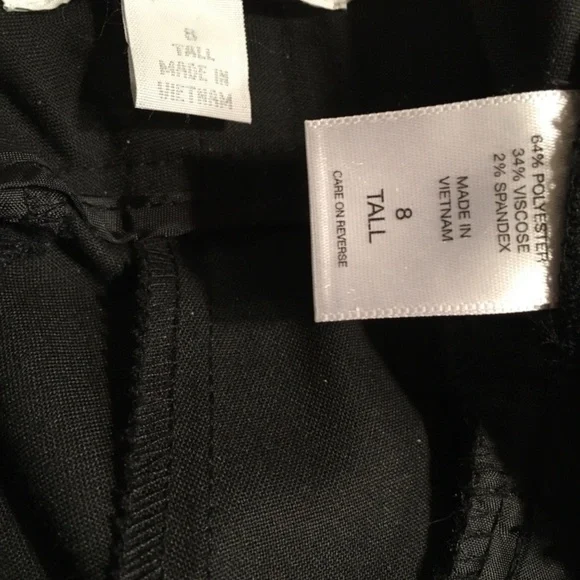 8
TALL
MADE IN
VIETNAM
64% POLYESTER
34% VISCOSE
2% SPANDEX
MADE IN
VIETNAM
8
TALL
CARE ON REVERSE